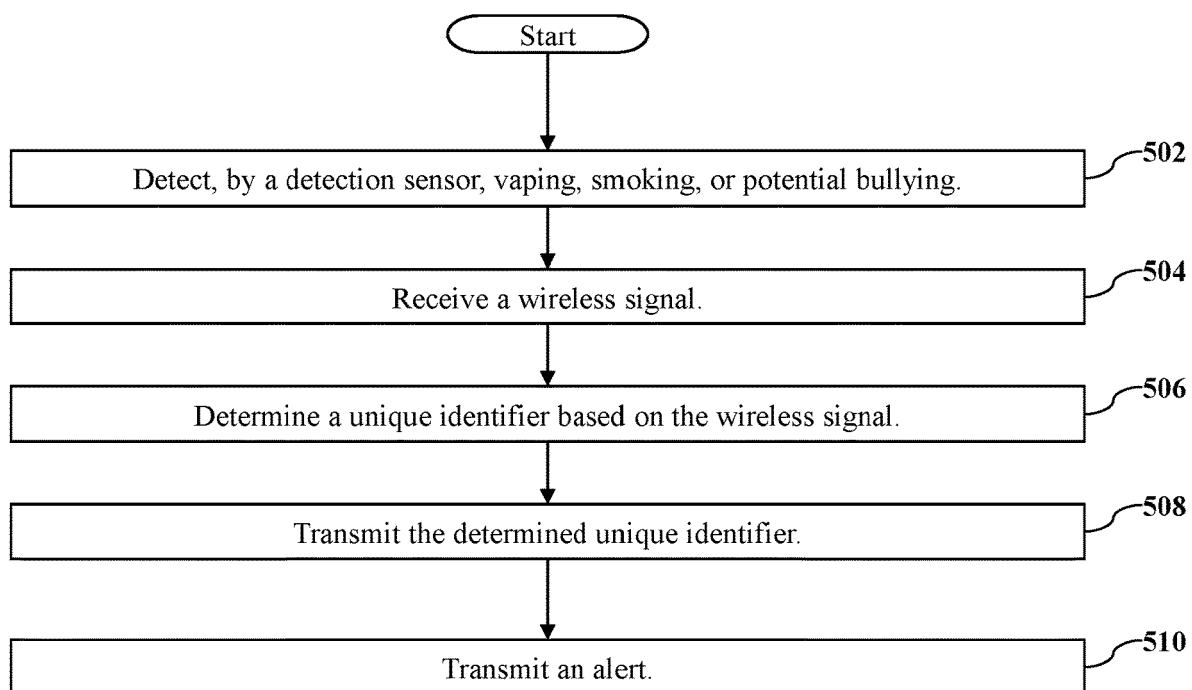 Start
502
Detect, by a detection sensor, vaping, smoking, or potential bullying.
504
Receive a wireless signal.
506
Determine a unique identifier based on the wireless signal.
508
Transmit the determined unique identifier.
510
Transmit an alert.